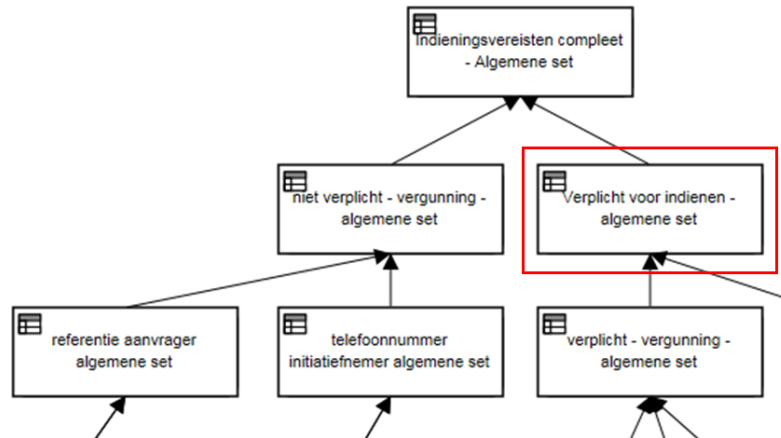 Indieningsvereisten compleet
- Algemene set
niet verplicht - vergunning -
algemene set
Verplicht voor indienen -
algemene set
referentie aanvrager
algemene set
telefoonnummer
initiatiefnemer algemene set
verplicht - vergunning -
algemene set